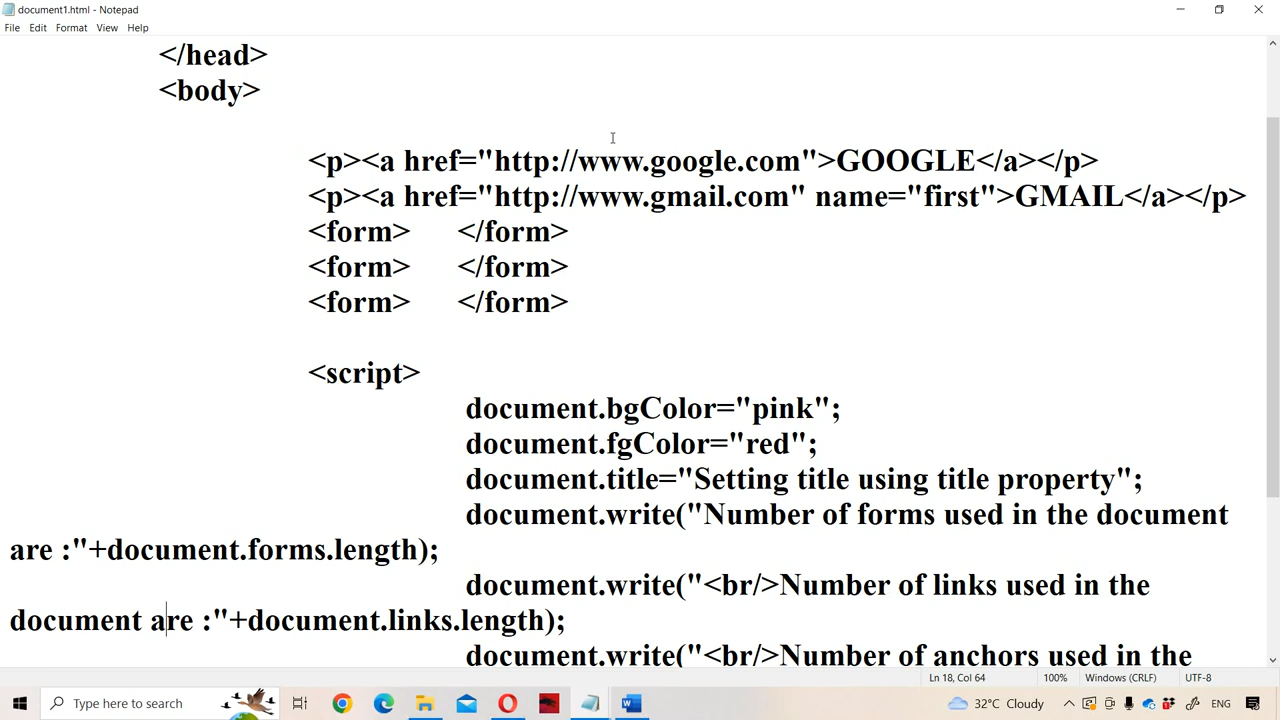 document1.html - Notepad
File Edit Format View Help
</head>
<body>
<p><a href="http://www.google.com">GOOGLE</a></p>
<p><a href="http://www.gmail.com" name="first">GMAIL</a></p>
<form> </form>
<form> </form>
<form> </form>
<script>
document.bgColor="pink";
document.fgColor="red";
document.title="Setting title using title property";
document.write("Number of forms used in the document
are :"+document.forms.length);
document.write("<br/>Number of links used in the
document are :"+document.links.length);
document.write("<br/>Number of anchors used in the
Ln 18, Col 64 100% Windows (CRLF) UTF-8
Type here to search 32°C Cloudy ENG